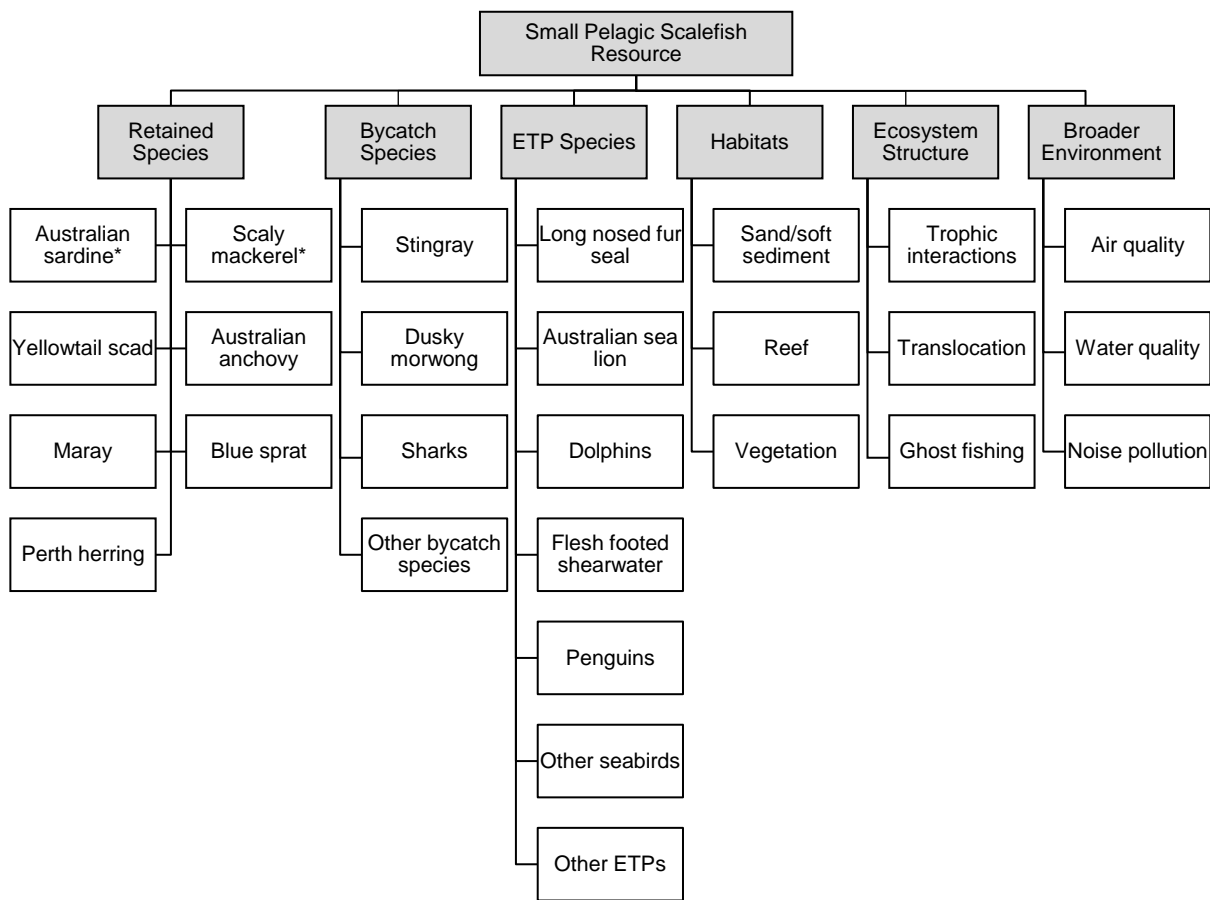 Small Pelagic Scalefish
Resource
Retained
Species
Bycatch
Species
ETP Species
Habitats
Ecosystem
Structure
Broader
Environment
Australian
sardine*
Scaly
mackerel*
Stingray
Long nosed fur
seal
Sand/soft
sediment
Trophic
interactions
Air quality
Yellowtail scad
Australian
anchovy
Dusky
morwong
Australian sea
lion
Reef
Translocation
Water quality
Maray
Blue sprat
Sharks
Dolphins
Vegetation
Ghost fishing
Noise pollution
Perth herring
Other bycatch
species
Flesh footed
shearwater
Penguins
Other seabirds
Other ETPs